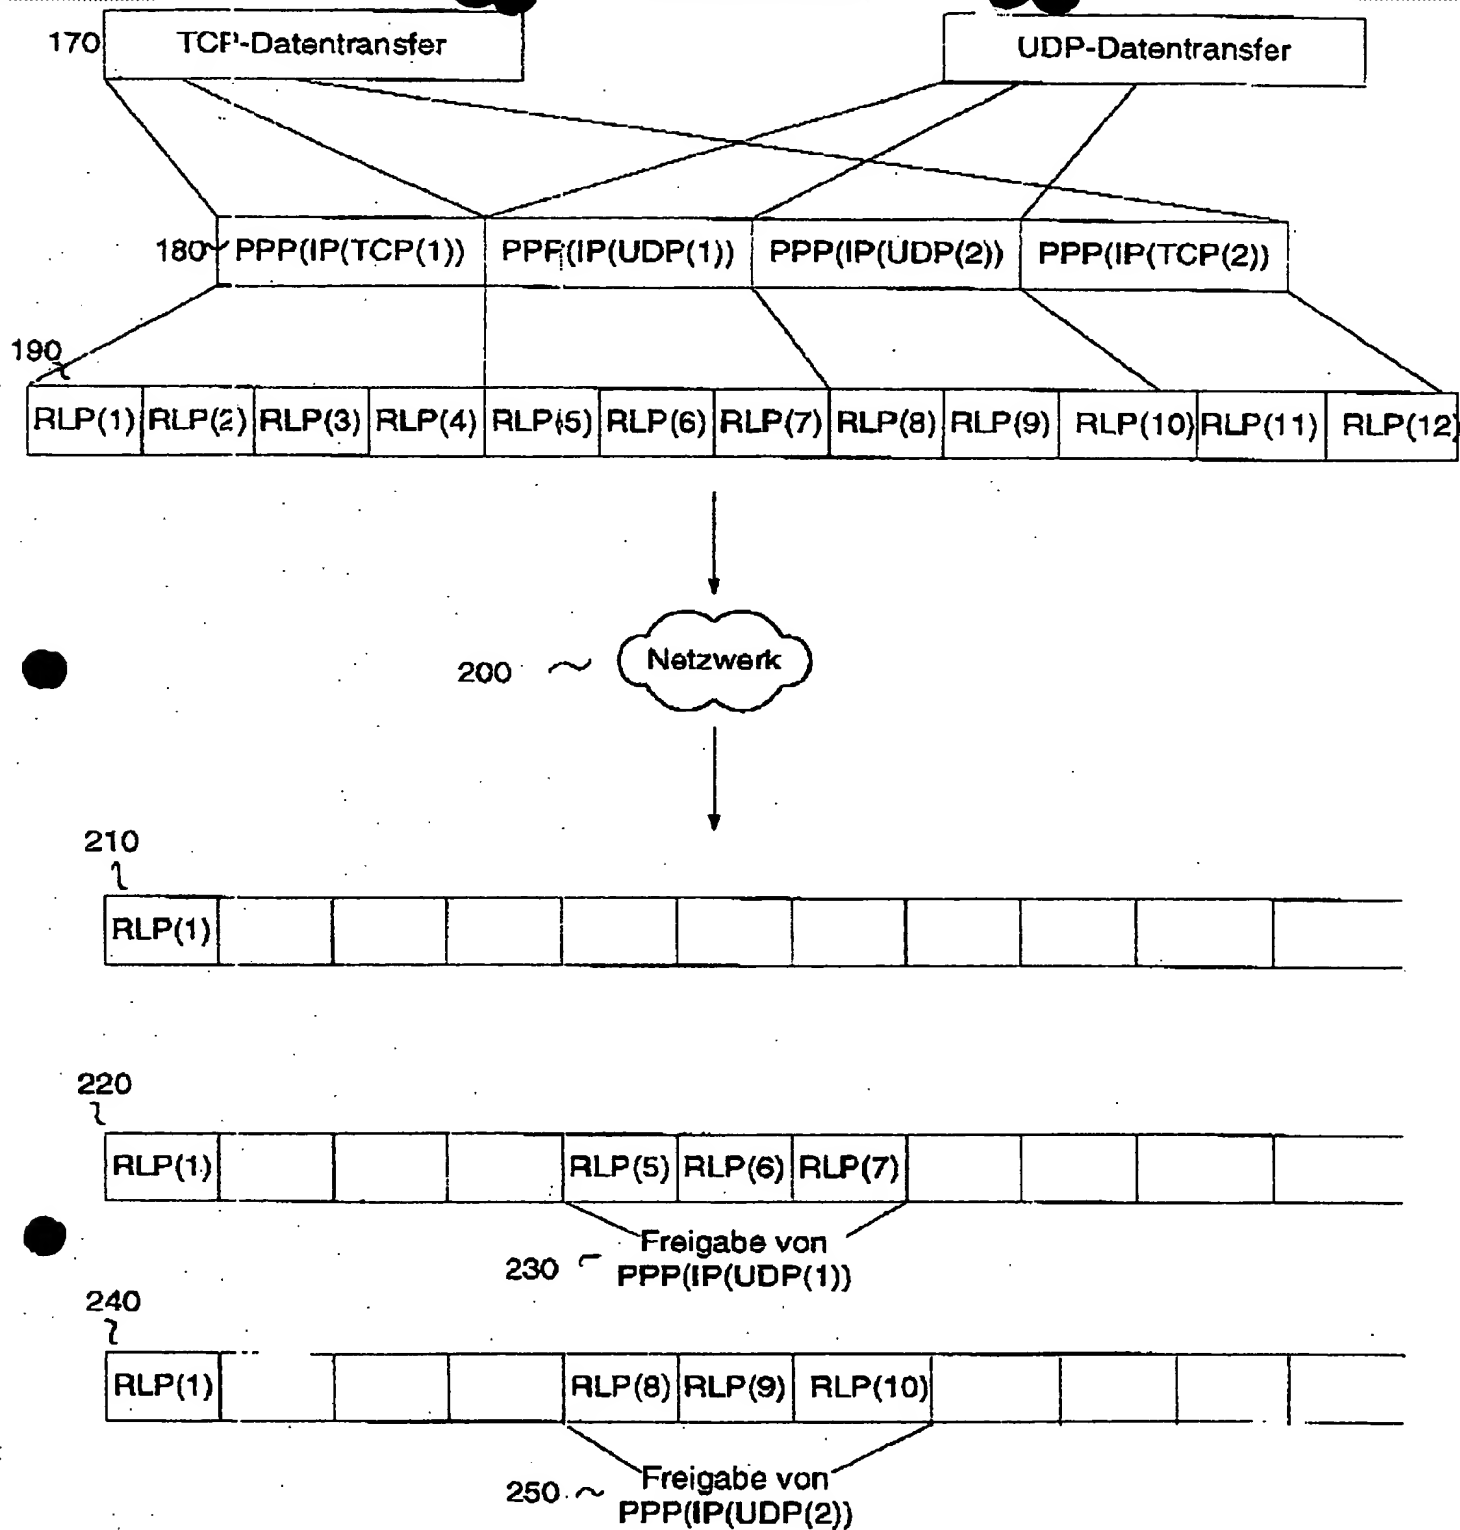 170 TCP-Datentransfer UDP-Datentransfer
180 PPP(IP(TCP(1)) PPP(IP(UDP(1)) PPP(IP(UDP(2)) PPP(IP(TCP(2))
190
RLP(1) RLP(2) RLP(3) RLP(4) RLP(5) RLP(6) RLP(7) RLP(8) RLP(9) RLP(10) RLP(11) RLP(12)
200 Netzwerk
210
RLP(1)
220
RLP(1) RLP(5) RLP(6) RLP(7)
Freigabe von
230 PPP(IP(UDP(1))
240
RLP(1) RLP(8) RLP(9) RLP(10)
Freigabe von
250 PPP(IP(UDP(2))